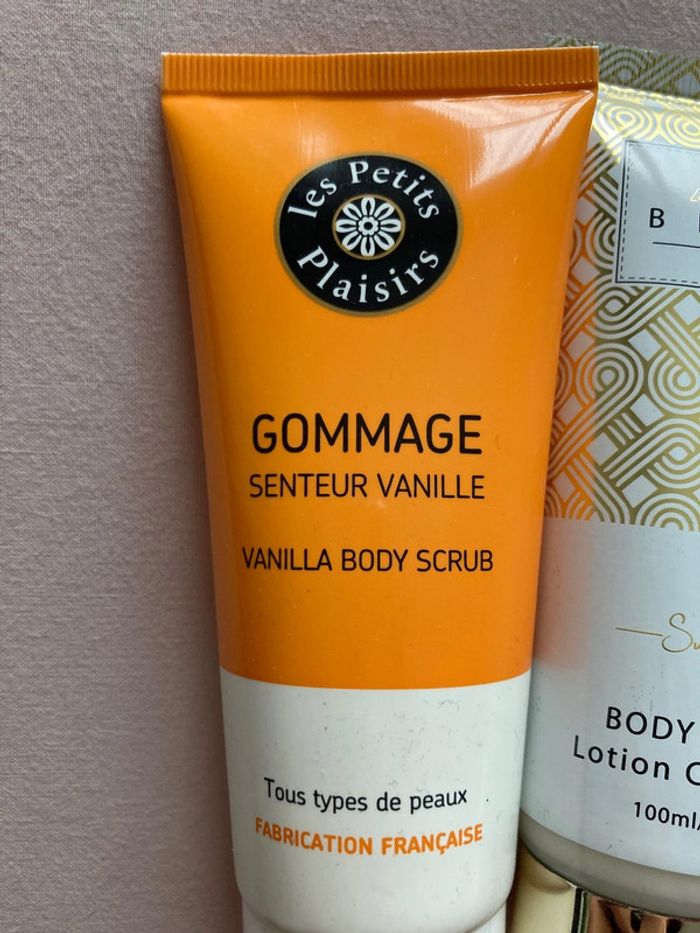 les Petits
Plaisirs
GOMMAGE
SENTEUR VANILLE
VANILLA BODY SCRUB
Tous types de peaux
FABRICATION FRANÇAISE
B
BODY
Lotion
100ml/